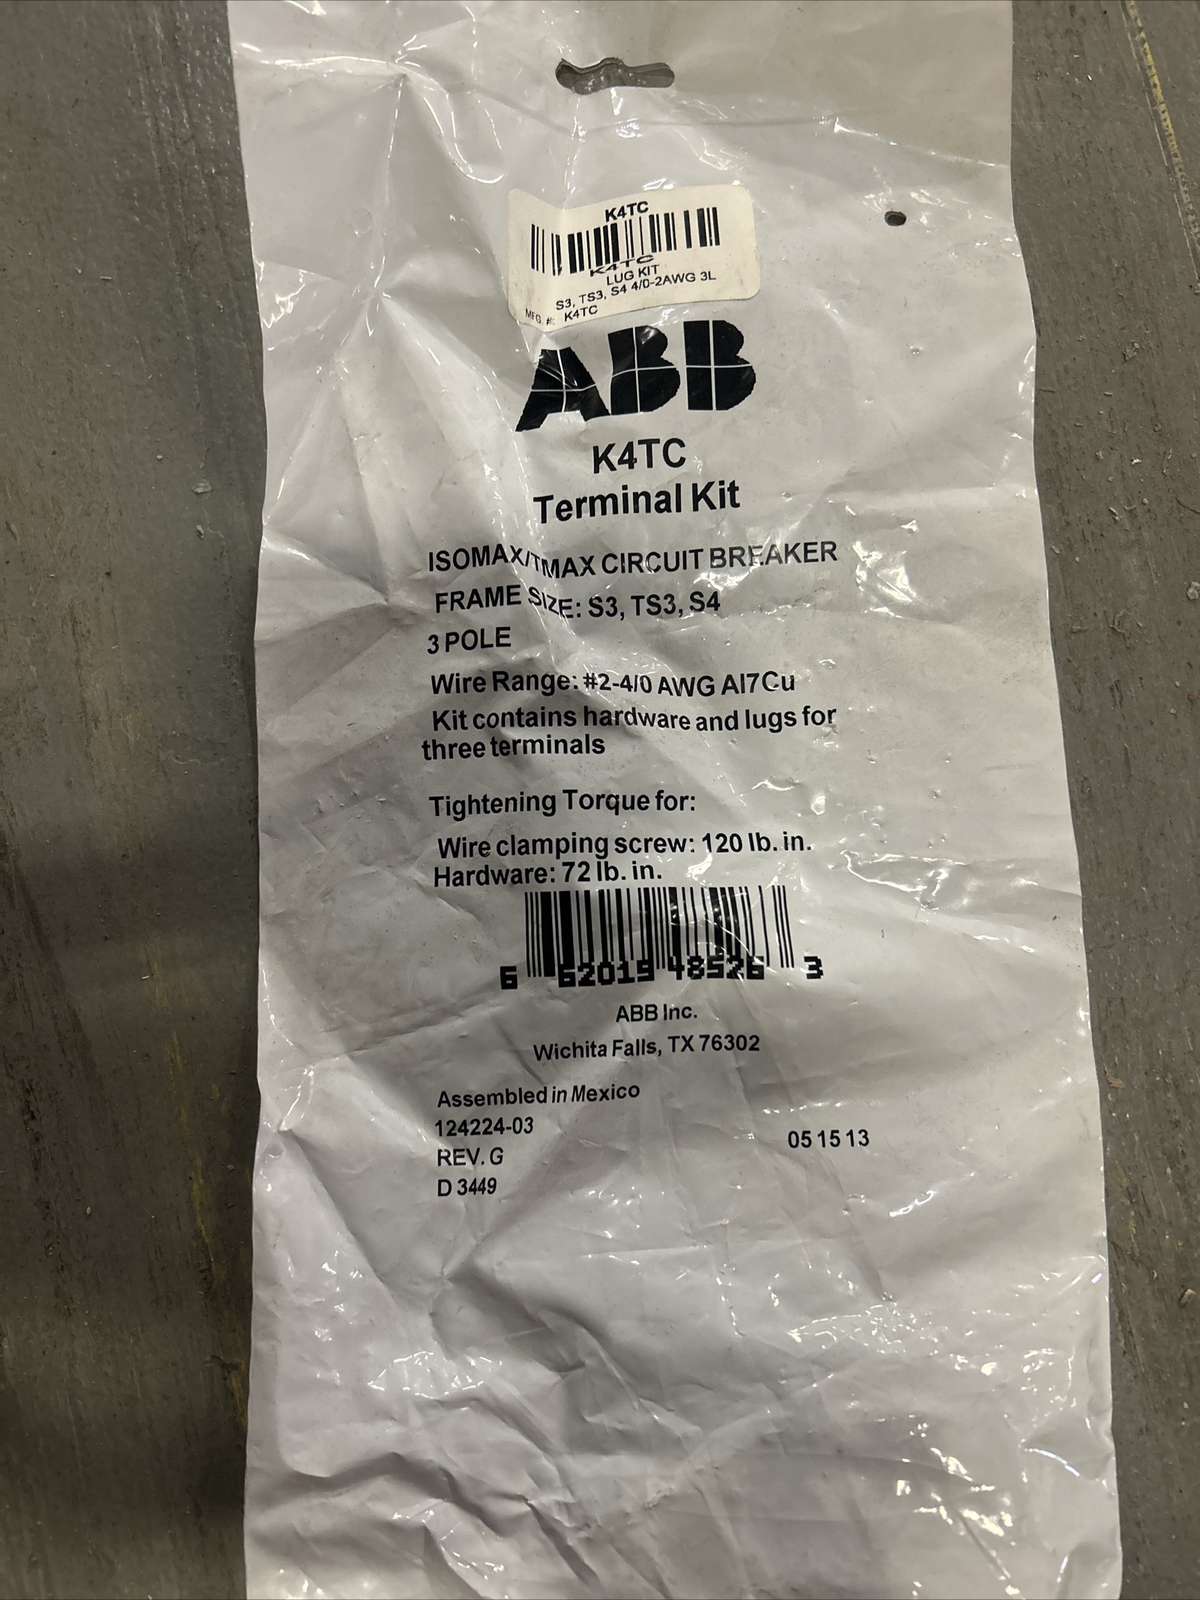 K4TC
K4TC
LUG KIT
S3, TS3, S4 4/0-2AWG 3L
MFG. #: K4TC
ABB
K4TC
Terminal Kit
ISOMAX/TMAX CIRCUIT BREAKER
FRAME SIZE: S3, TS3, S4
3 POLE
Wire Range: #2-4/0 AWG Al7Cu
Kit contains hardware and lugs for
three terminals
Tightening Torque for:
Wire clamping screw: 120 lb. in.
Hardware: 72 lb. in.
6 62019 48526 3
ABB Inc.
Wichita Falls, TX 76302
Assembled in Mexico
124224-03
05 15 13
REV. G
D 3449